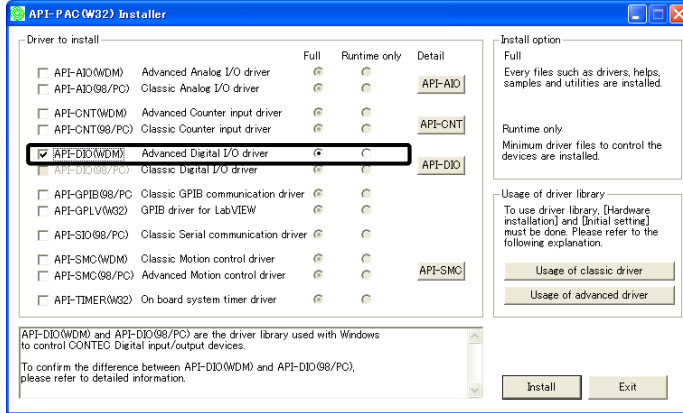 API-PAC(W32) Installer
Driver to install
Full Runtime only Detail
API-AIO(WDM) Advanced Analog I/O driver
API-AIO(98/PC) Classic Analog I/O driver
API-AIO
API-CNT(WDM) Advanced Counter input driver
API-CNT(98/PC) Classic Counter input driver
API-CNT
API-DIO(WDM) Advanced Digital I/O driver
API-DIO(98/PC) Classic Digital I/O driver
API-DIO
API-GPIB(98/PC Classic GPIB communication driver
API-GPLV(W32) GPIB driver for LabVIEW
API-SIO(98/PC) Classic Serial communication driver
API-SMC(WDM) Classic Motion control driver
API-SMC(98/PC) Advanced Motion control driver
API-SMC
API-TIMER(W32) On board system timer driver
Install option
Full
Every files such as drivers, helps,
samples and utilities are installed.
Runtime only
Minimum driver files to control the
devices are installed.
Usage of driver library
To use driver library, [Hardware
installation] and [Initial setting]
must be done. Please refer to the
following explanation.
Usage of classic driver
Usage of advanced driver
API-DIO(WDM) and API-DIO(98/PC) are the driver library used with Windows
to control CONTEC Digital input/output devices.
To confirm the difference between API-DIO(WDM) and API-DIO(98/PC),
please refer to detailed information.
Install Exit